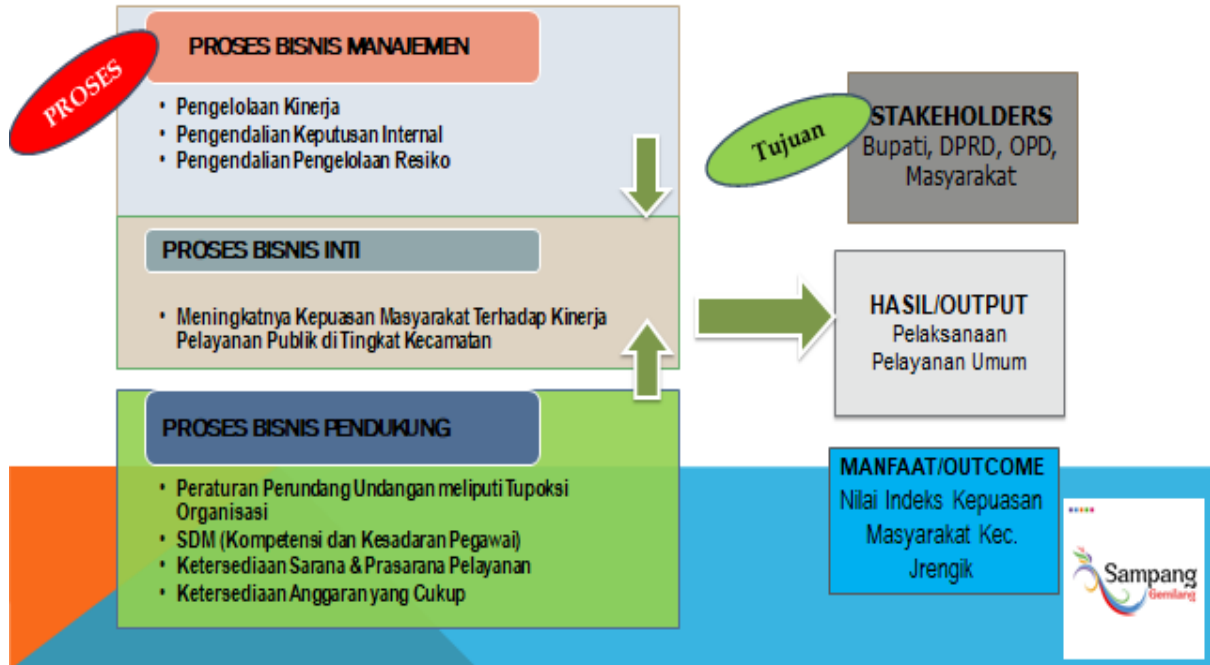 PROSES
PROSES BISNIS MANAJEMEN
• Pengelolaan Kinerja
• Pengendalian Keputusan Internal
• Pengendalian Pengelolaan Resiko
PROSES BISNIS INTI
• Meningkatnya Kepuasan Masyarakat Terhadap Kinerja
Pelayanan Publik di Tingkat Kecamatan
PROSES BISNIS PENDUKUNG
• Peraturan Perundang Undangan meliputi Tupoksi
Organisasi
• SDM (Kompetensi dan Kesadaran Pegawai)
• Ketersediaan Sarana & Prasarana Pelayanan
• Ketersediaan Anggaran yang Cukup
Tujuan
STAKEHOLDERS
Bupati, DPRD, OPD,
Masyarakat
HASIL/OUTPUT
Pelaksanaan
Pelayanan Umum
MANFAAT/OUTCOME
Nilai Indeks Kepuasan
Masyarakat Kec.
Jrengik
Sampang
Gemilang